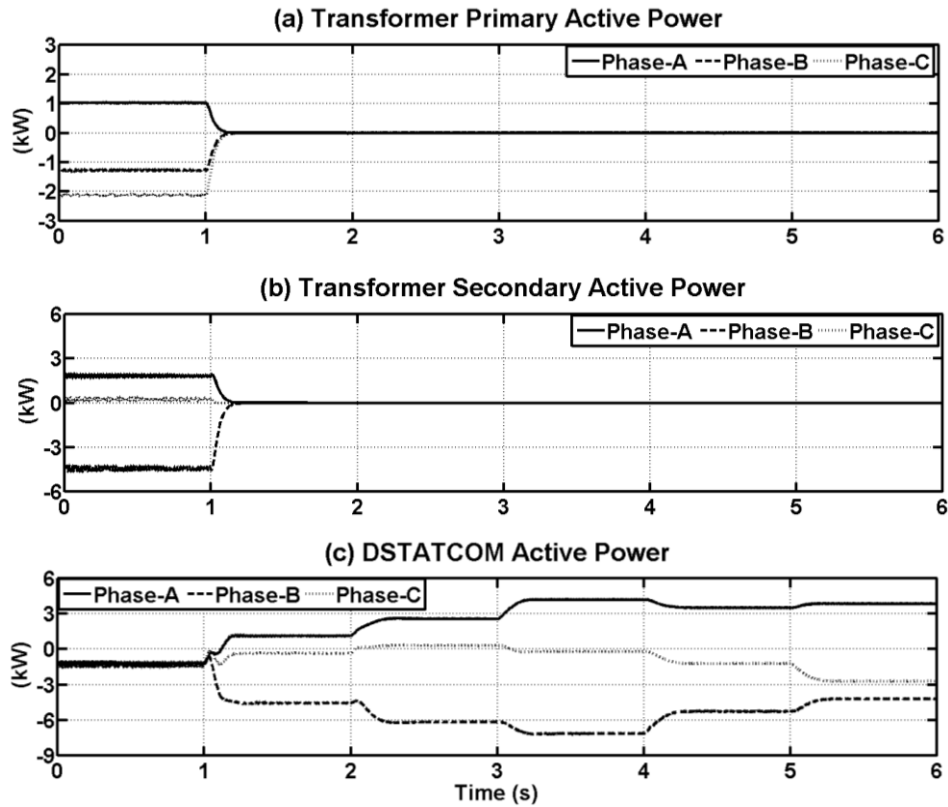 (a) Transformer Primary Active Power
3
2
1
0
-1
-2
-3
(kW)
Phase-A Phase-B Phase-C
0 1 2 3 4 5 6
(b) Transformer Secondary Active Power
6
3
0
-3
-6
(kW)
Phase-A Phase-B Phase-C
0 1 2 3 4 5 6
(c) DSTATCOM Active Power
6
3
0
-3
-6
-9
(kW)
Phase-A Phase-B Phase-C
0 1 2 3 4 5 6
Time (s)